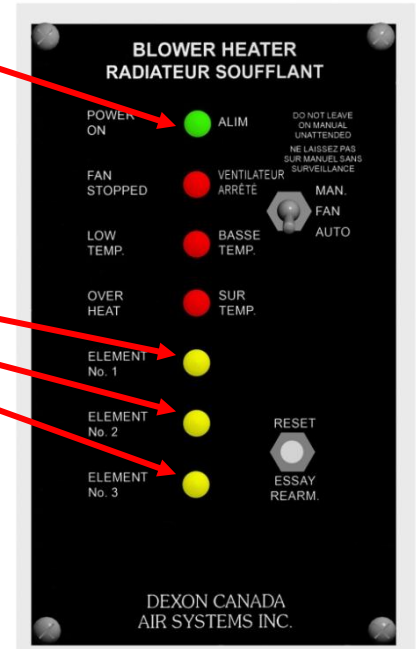 BLOWER HEATER
RADIATEUR SOUFFLANT
POWER
ON
ALIM
DO NOT LEAVE
ON MANUAL
UNATTENDED
NE LAISSEZ PAS
SUR MANUEL SANS
SURVEILLANCE
FAN
STOPPED
VENTILATEUR
ARRÊTÉ
MAN.
FAN
AUTO
LOW
TEMP.
BASSE
TEMP.
OVER
HEAT
SUR
TEMP.
ELEMENT
No. 1
ELEMENT
No. 2
RESET
ELEMENT
No. 3
ESSAY
REARM.
DEXON CANADA
AIR SYSTEMS INC.